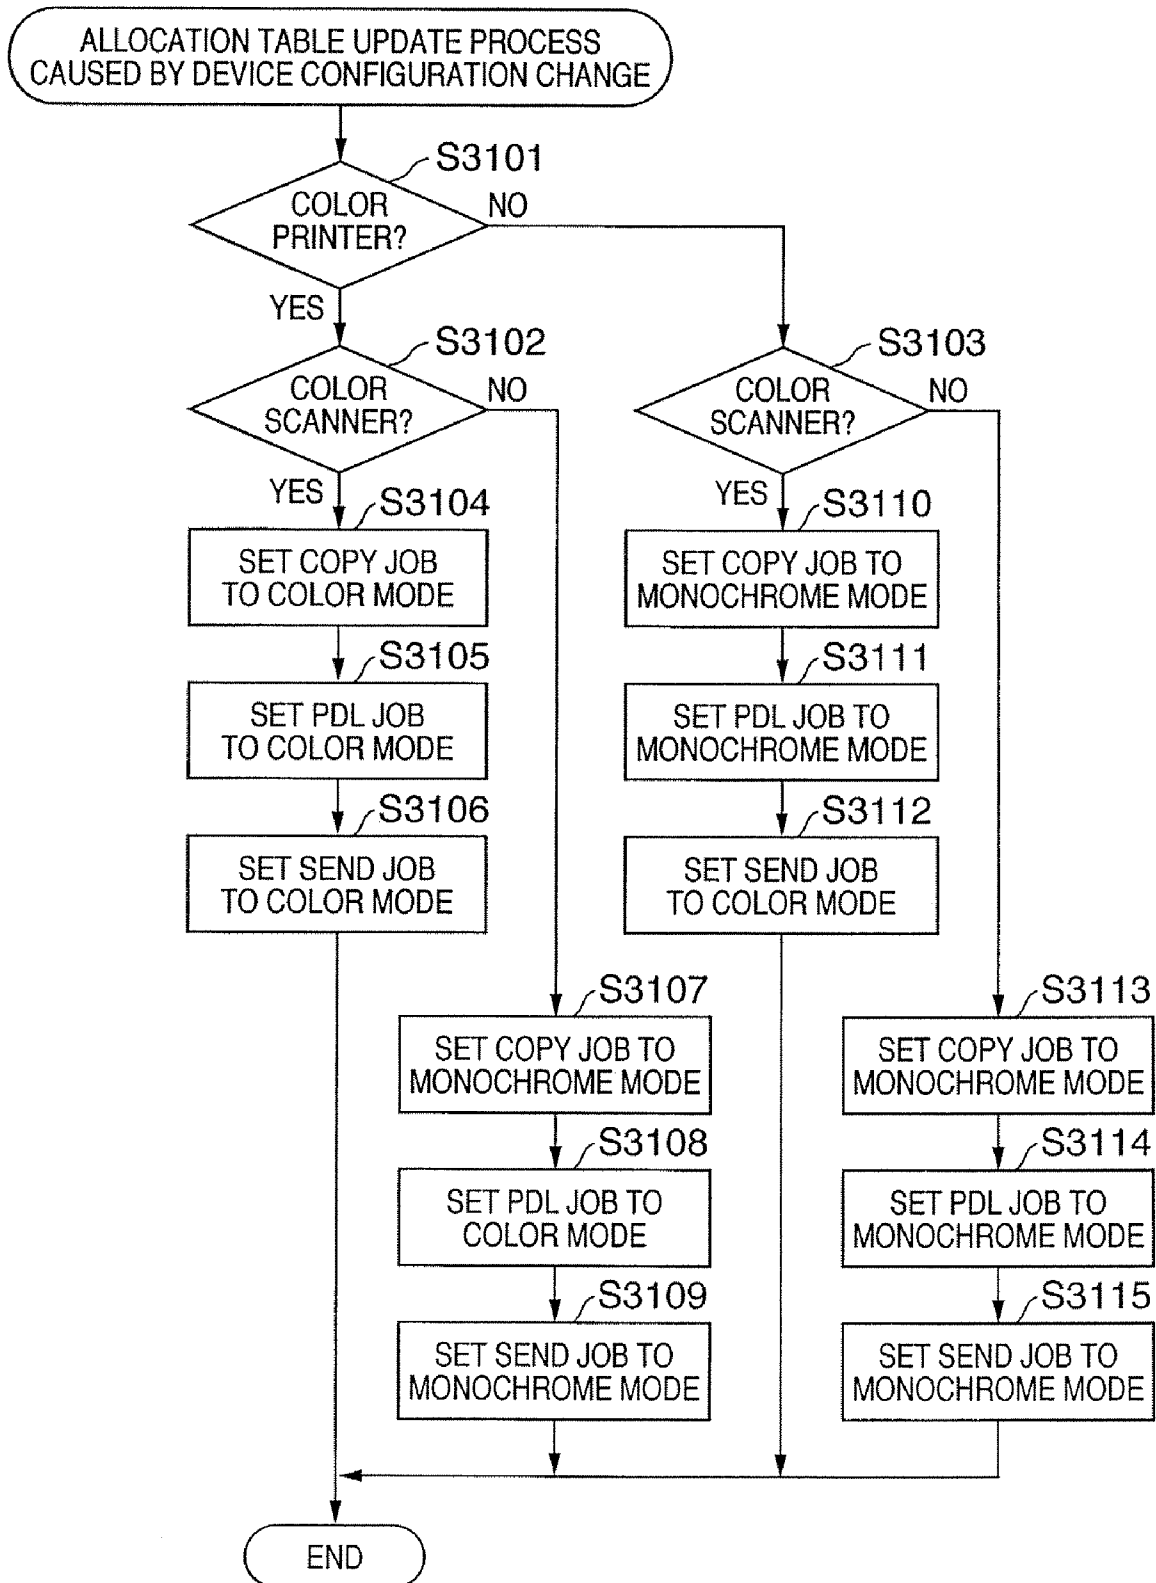 ALLOCATION TABLE UPDATE PROCESS
CAUSED BY DEVICE CONFIGURATION CHANGE
S3101
COLOR
PRINTER?
NO
YES
S3102
COLOR
SCANNER?
NO
YES
S3103
COLOR
SCANNER?
NO
YES
S3104
SET COPY JOB
TO COLOR MODE
S3105
SET PDL JOB
TO COLOR MODE
S3106
SET SEND JOB
TO COLOR MODE
S3110
SET COPY JOB TO
MONOCHROME MODE
S3111
SET PDL JOB TO
MONOCHROME MODE
S3112
SET SEND JOB
TO COLOR MODE
S3107
SET COPY JOB TO
MONOCHROME MODE
S3108
SET PDL JOB TO
COLOR MODE
S3109
SET SEND JOB TO
MONOCHROME MODE
S3113
SET COPY JOB TO
MONOCHROME MODE
S3114
SET PDL JOB TO
MONOCHROME MODE
S3115
SET SEND JOB TO
MONOCHROME MODE
END